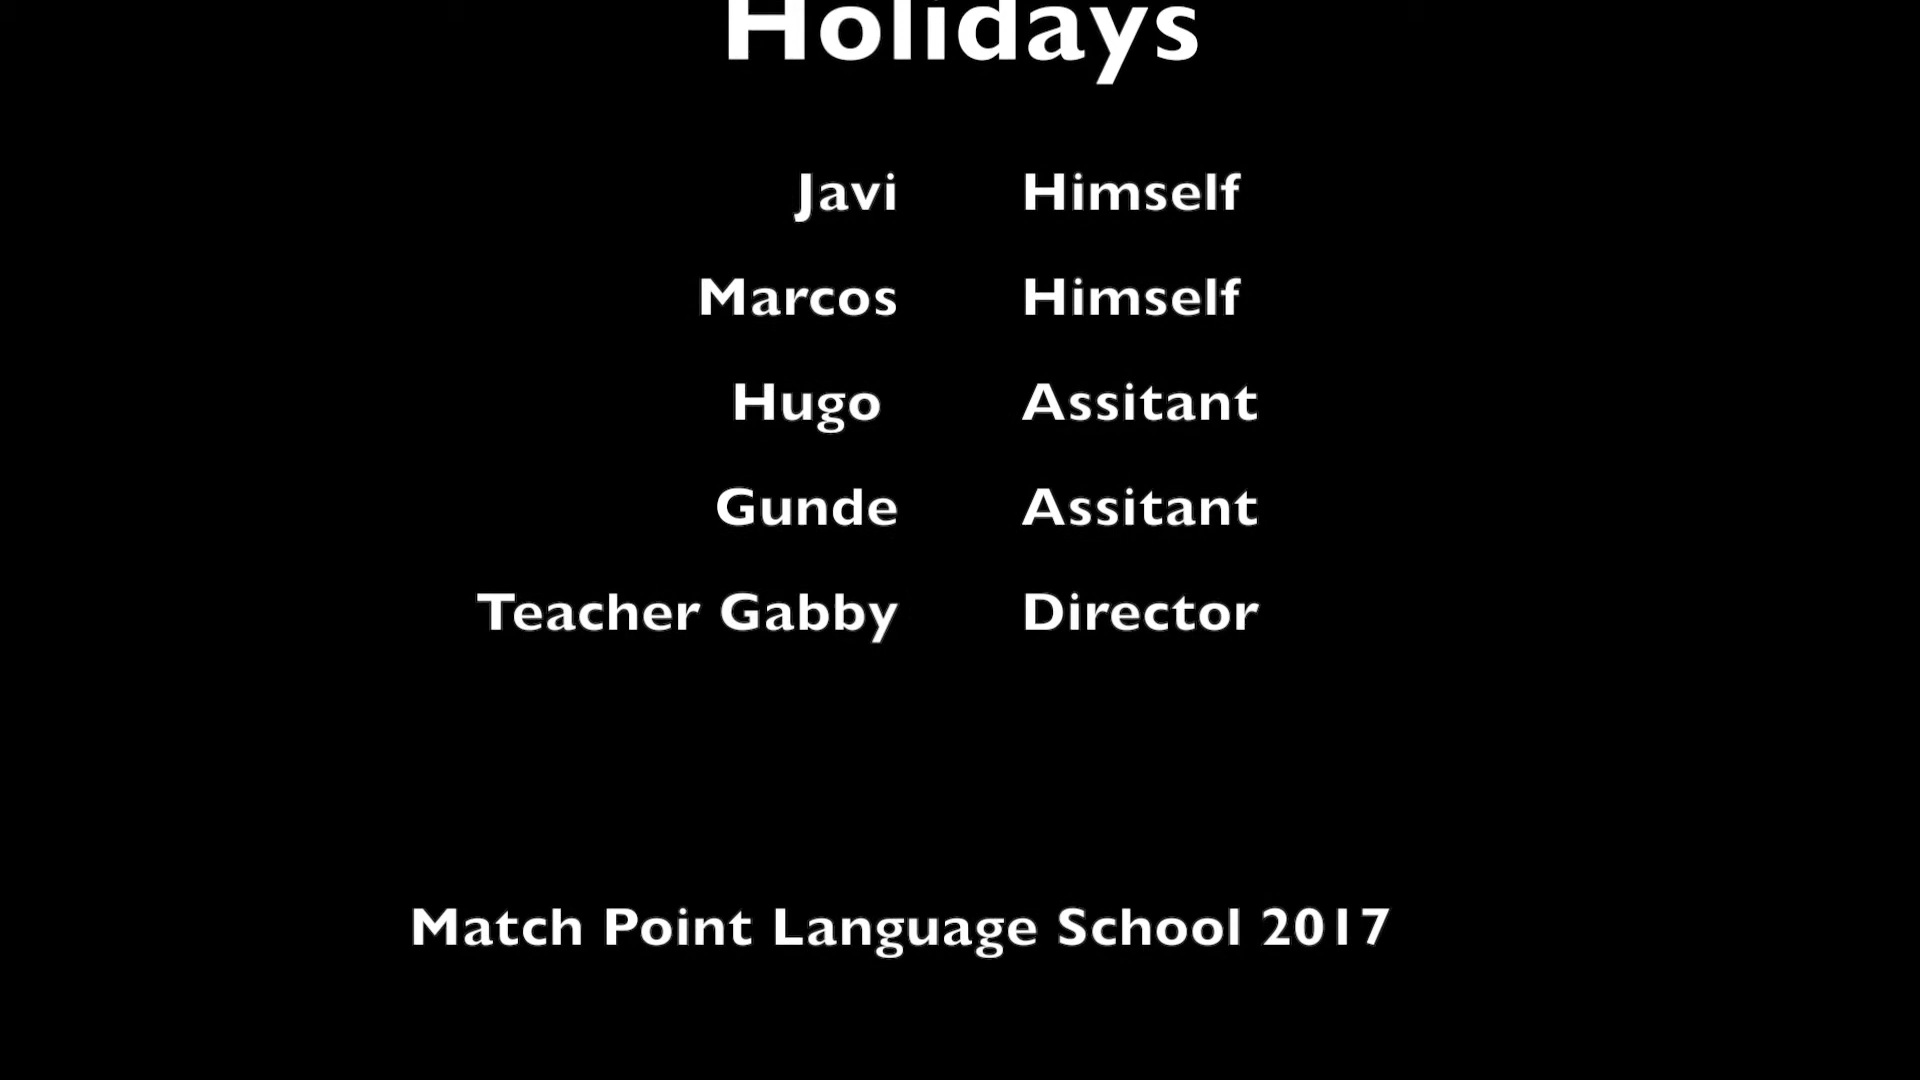 Holidays
Javi Himself
Marcos Himself
Hugo Assitant
Gunde Assitant
Teacher Gabby Director
Match Point Language School 2017